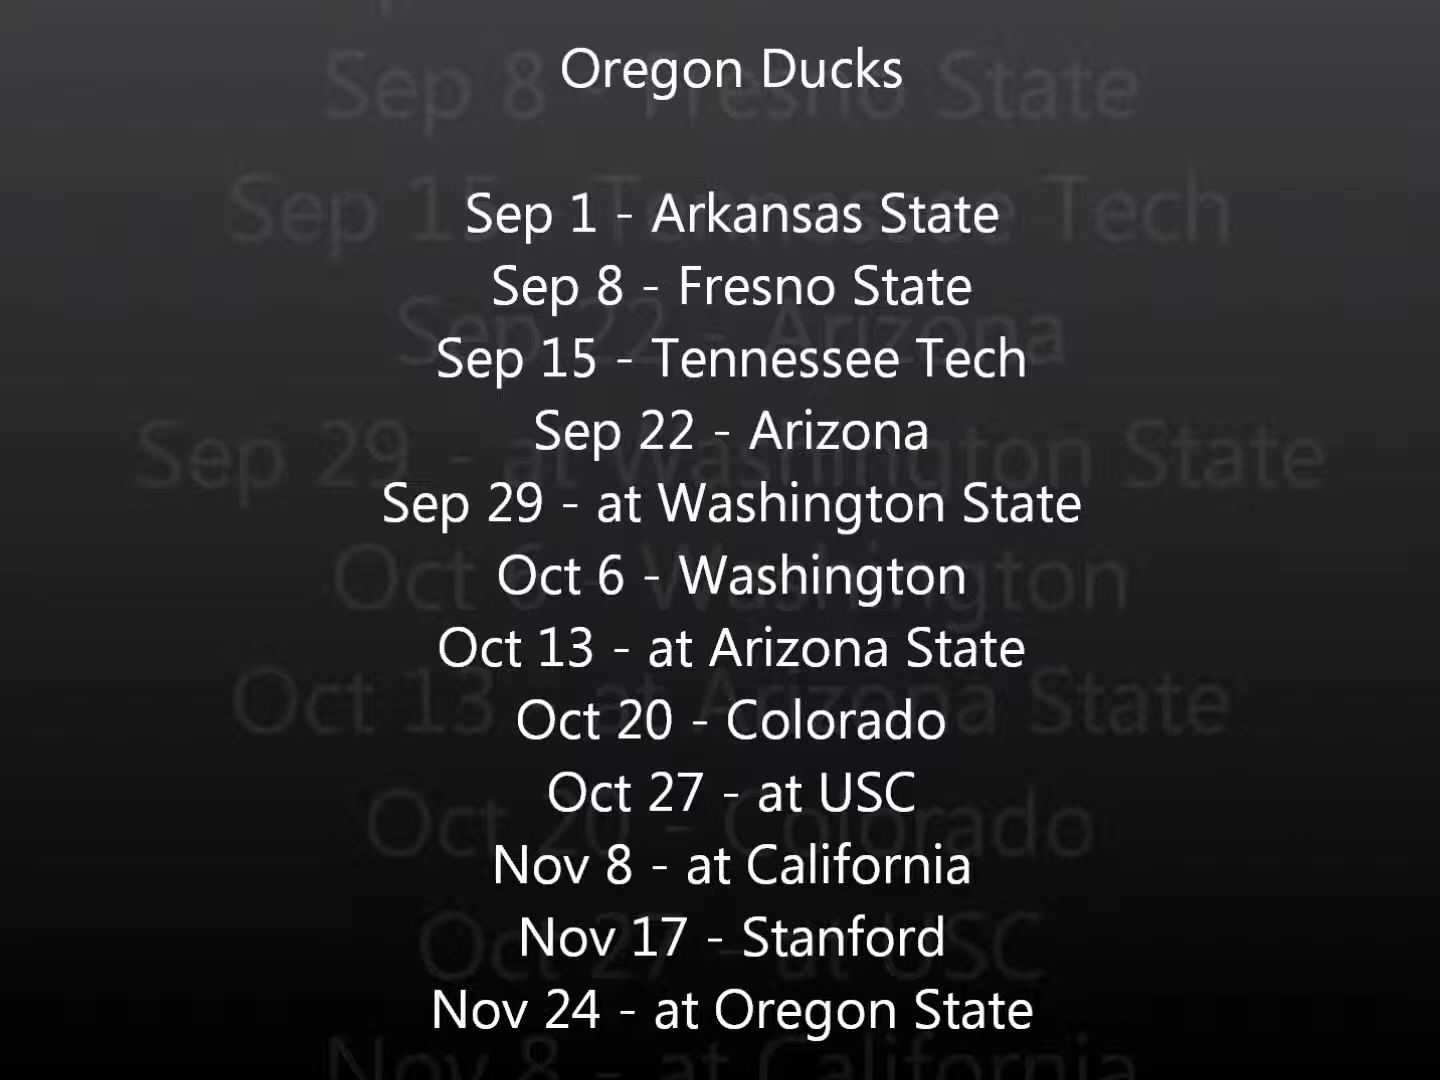 Oregon Ducks
Sep 1 - Arkansas State
Sep 8 - Fresno State
Sep 15 - Tennessee Tech
Sep 22 - Arizona
Sep 29 - at Washington State
Oct 6 - Washington
Oct 13 - at Arizona State
Oct 20 - Colorado
Oct 27 - at USC
Nov 8 - at California
Nov 17 - Stanford
Nov 24 - at Oregon State